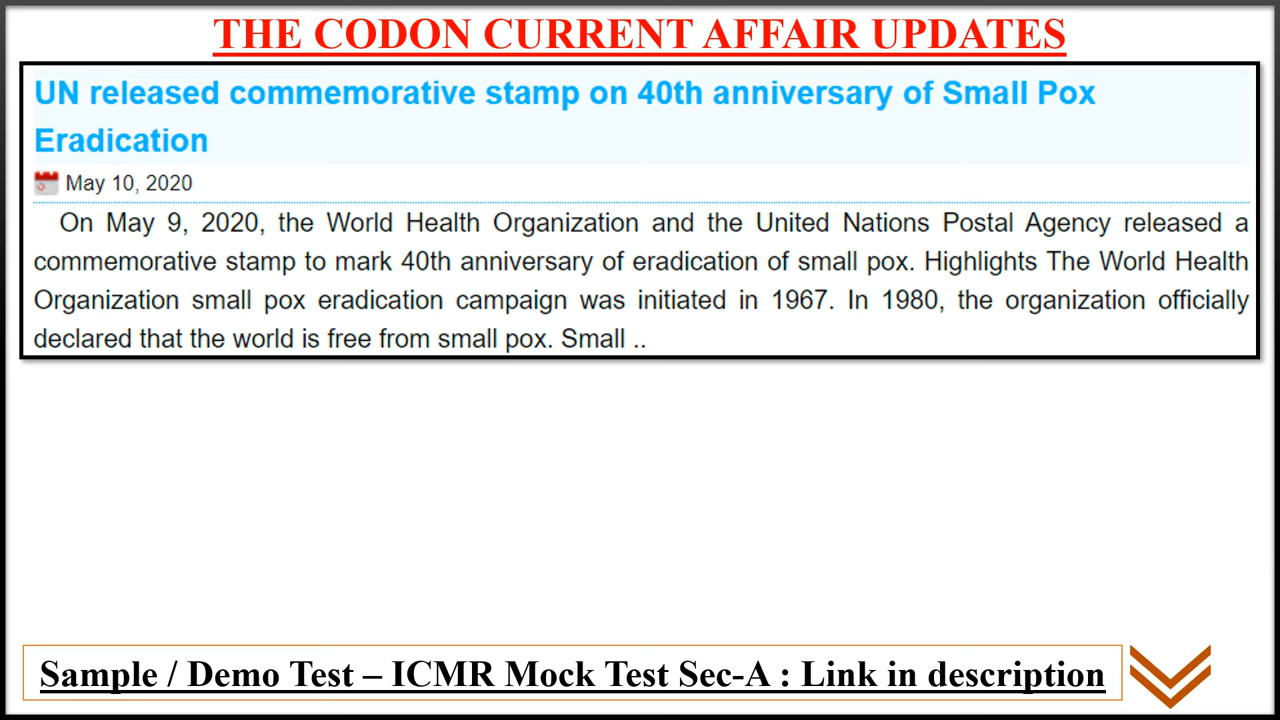 THE CODON CURRENT AFFAIR UPDATES
UN released commemorative stamp on 40th anniversary of Small Pox
Eradication
May 10, 2020
On May 9, 2020, the World Health Organization and the United Nations Postal Agency released a
commemorative stamp to mark 40th anniversary of eradication of small pox. Highlights The World Health
Organization small pox eradication campaign was initiated in 1967. In 1980, the organization officially
declared that the world is free from small pox. Small ..
Sample / Demo Test – ICMR Mock Test Sec-A : Link in description